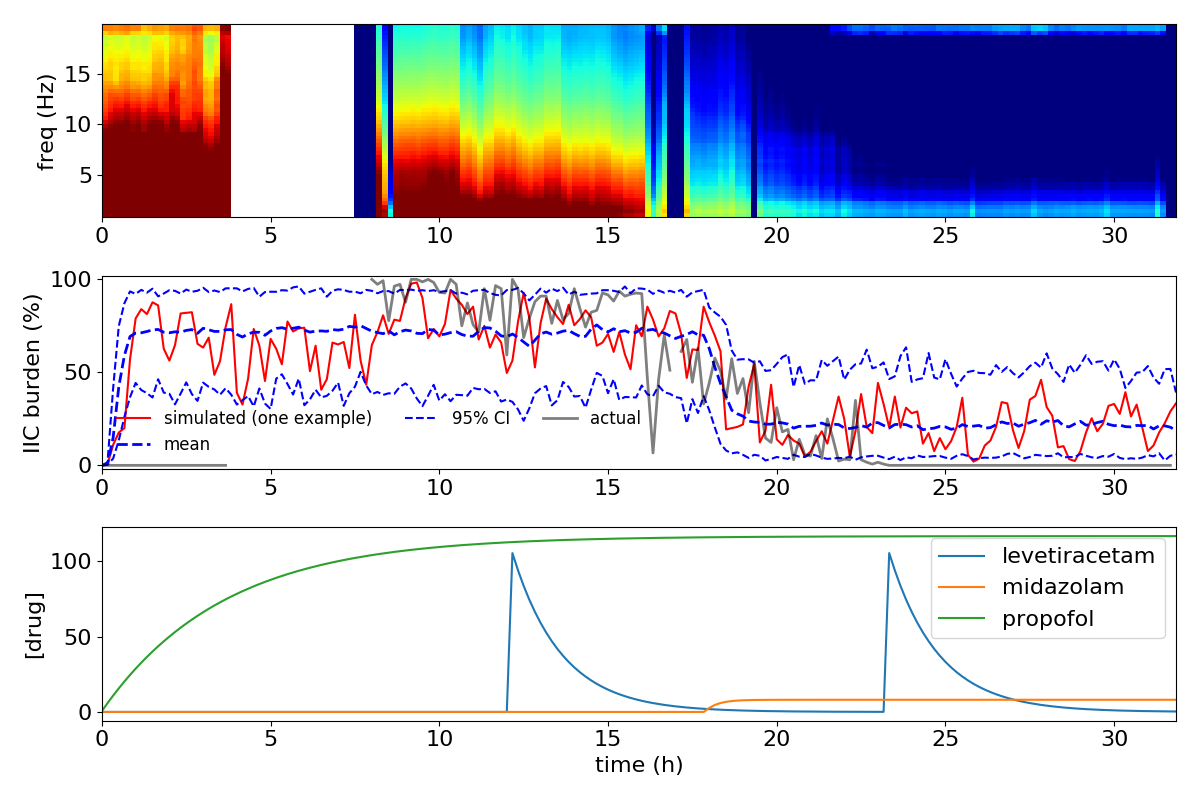 freq (Hz)
15
10
5
0 5 10 15 20 25 30
IIC burden (%)
100
50
0
simulated (one example) 95% CI actual
mean
0 5 10 15 20 25 30
[drug]
100
50
0
levetiracetam
midazolam
propofol
0 5 10 15 20 25 30
time (h)